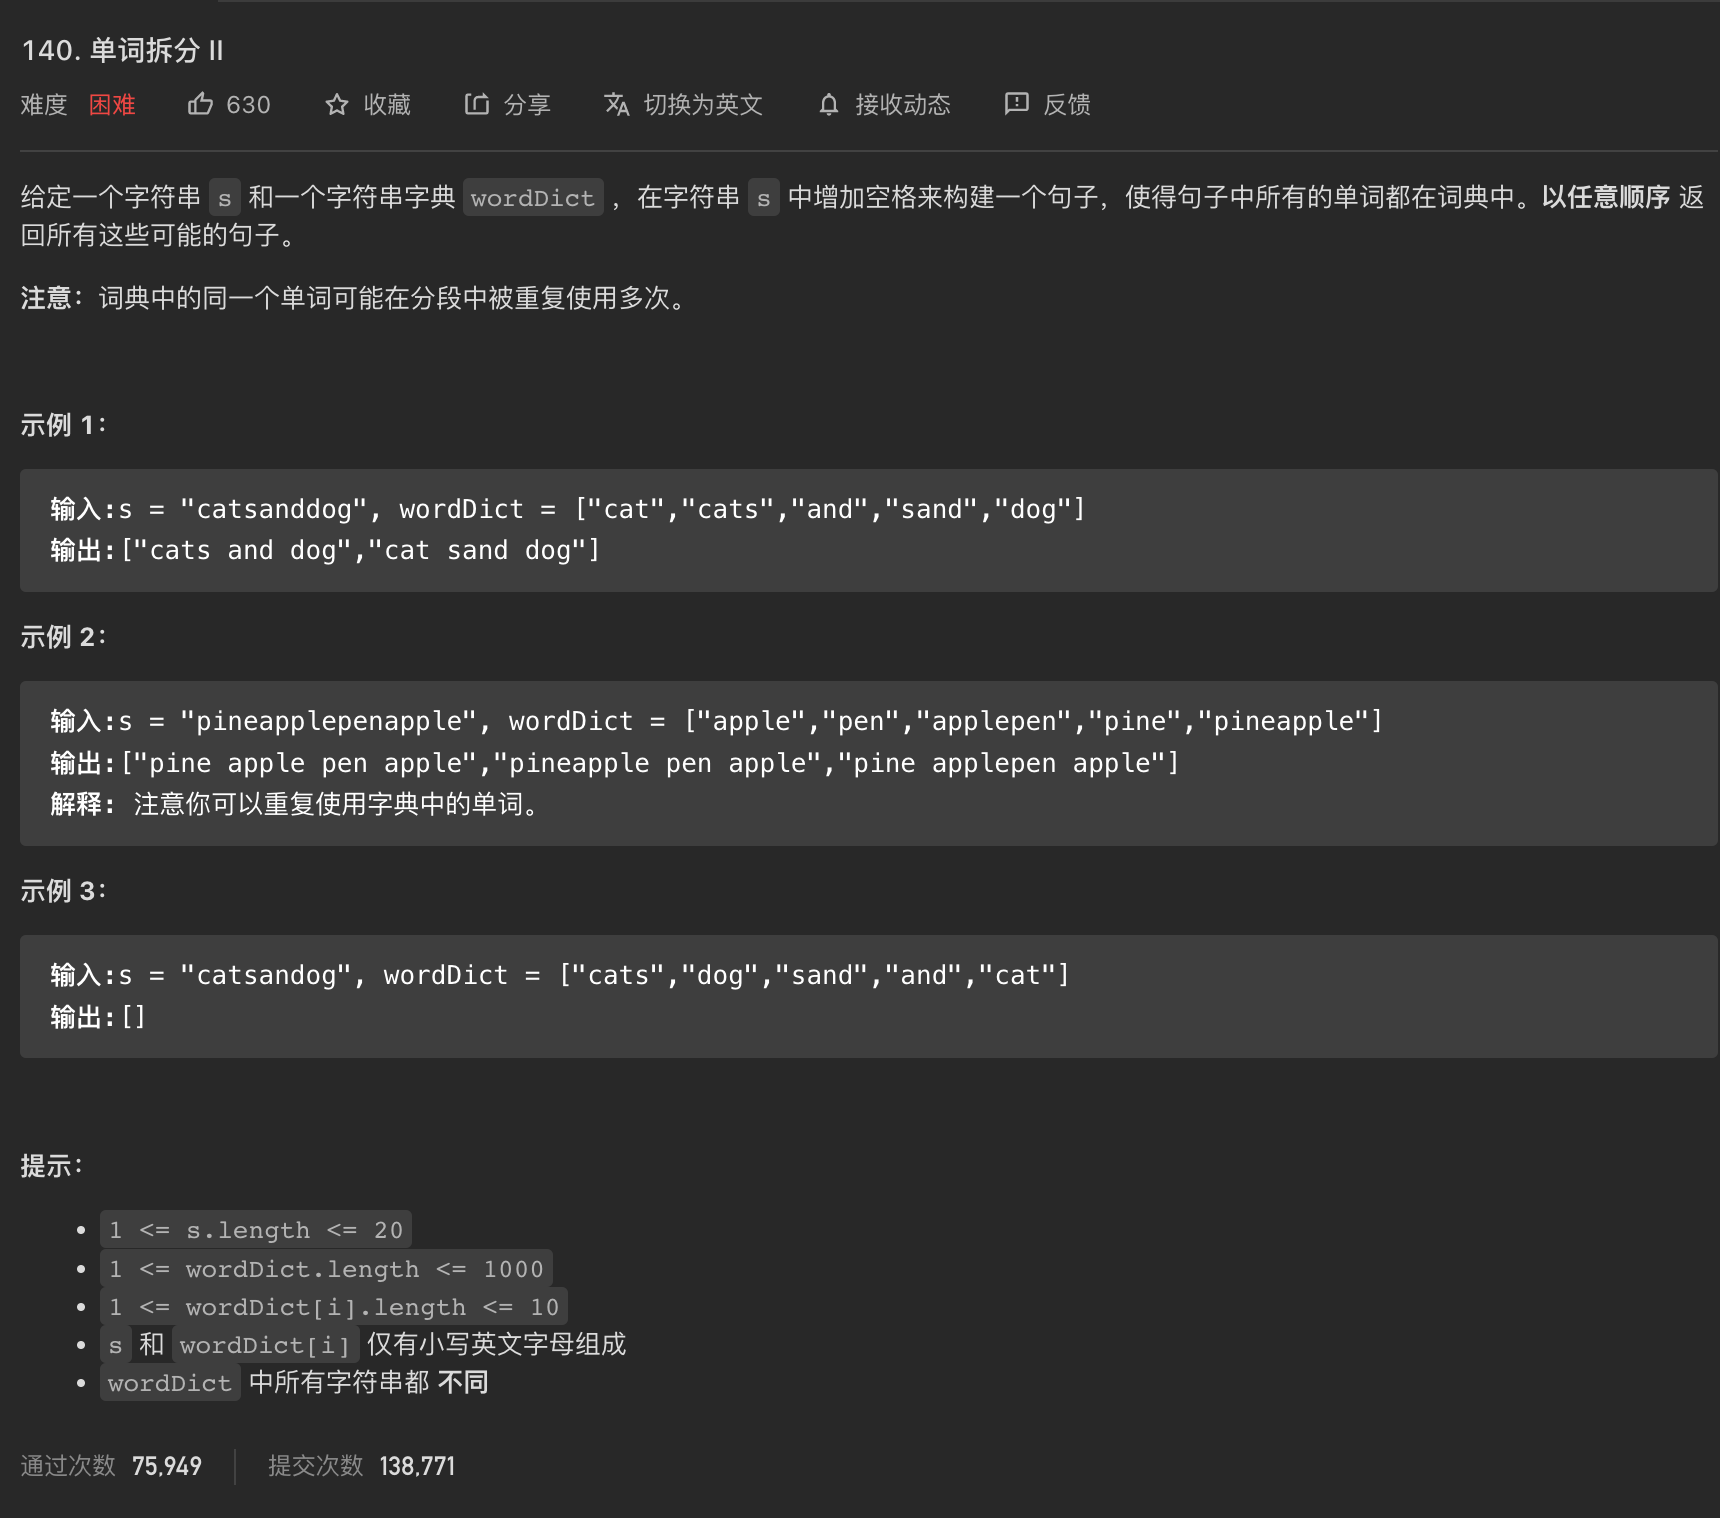 140. 单词拆分 II
难度 困难 630 收藏 分享 切换为英文 接收动态 反馈
给定一个字符串 s 和一个字符串字典 wordDict ，在字符串 s 中增加空格来构建一个句子，使得句子中所有的单词都在词典中。以任意顺序 返
回所有这些可能的句子。
注意：词典中的同一个单词可能在分段中被重复使用多次。
示例 1：
输入:s = "catsanddog", wordDict = ["cat","cats","and","sand","dog"]
输出:["cats and dog","cat sand dog"]
示例 2：
输入:s = "pineapplepenapple", wordDict = ["apple","pen","applepen","pine","pineapple"]
输出:["pine apple pen apple","pineapple pen apple","pine applepen apple"]
解释: 注意你可以重复使用字典中的单词。
示例 3：
输入:s = "catsandog", wordDict = ["cats","dog","sand","and","cat"]
输出:[]
提示：
• 1 <= s.length <= 20
• 1 <= wordDict.length <= 1000
• 1 <= wordDict[i].length <= 10
• s 和 wordDict[i] 仅有小写英文字母组成
• wordDict 中所有字符串都 不同
通过次数 75,949 提交次数 138,771